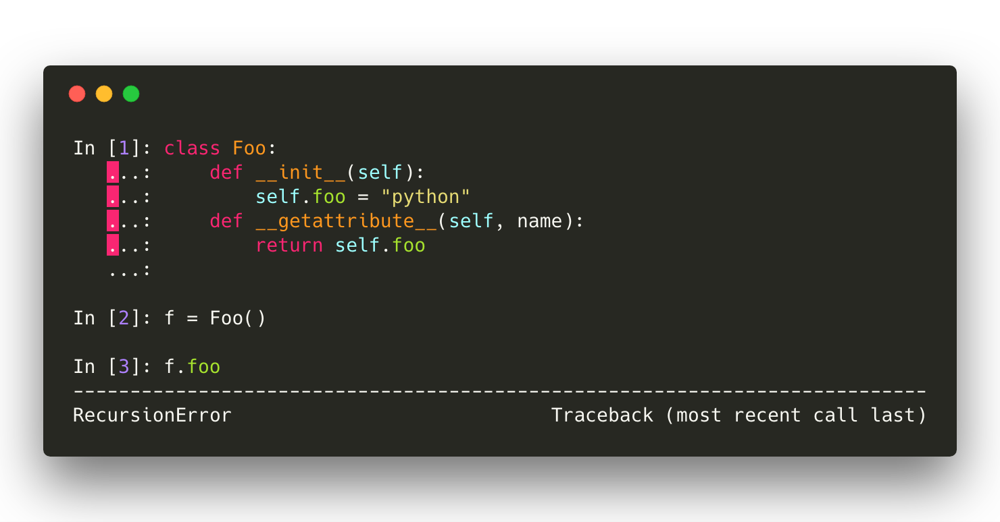 In [1]: class Foo:
   ...:     def __init__(self):
   ...:         self.foo = "python"
   ...:     def __getattribute__(self, name):
   ...:         return self.foo
   ...:
In [2]: f = Foo()
In [3]: f.foo
---------------------------------------------------------------------------
RecursionError                            Traceback (most recent call last)